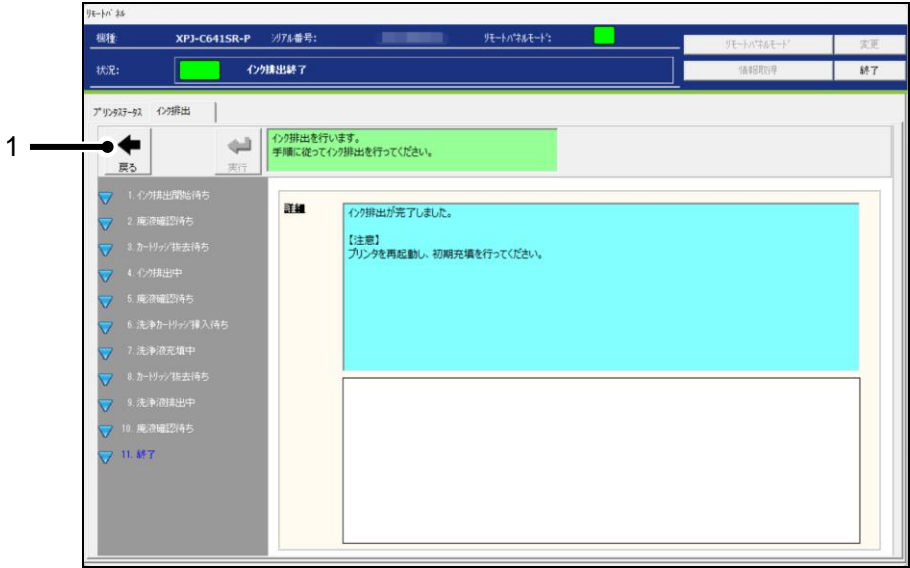 リモートパネル
機種: XPJ-C641SR-P シリアル番号: リモートパネルモード:
リモートパネルモード 変更
状況: インク排出終了
情報取得 終了
プリンタステータス インク排出
1
戻る 実行
インク排出を行います。
手順に従ってインク排出を行ってください。
1. インク排出開始待ち
2. 廃液確認待ち
3. カートリッジ抜去待ち
4. インク排出中
5. 廃液確認待ち
6. 洗浄カートリッジ挿入待ち
7. 洗浄液充填中
8. カートリッジ抜去待ち
9. 洗浄液排出中
10. 廃液確認待ち
11. 終了
詳細
インク排出が完了しました。
【注意】
プリンタを再起動し、初期充填を行ってください。